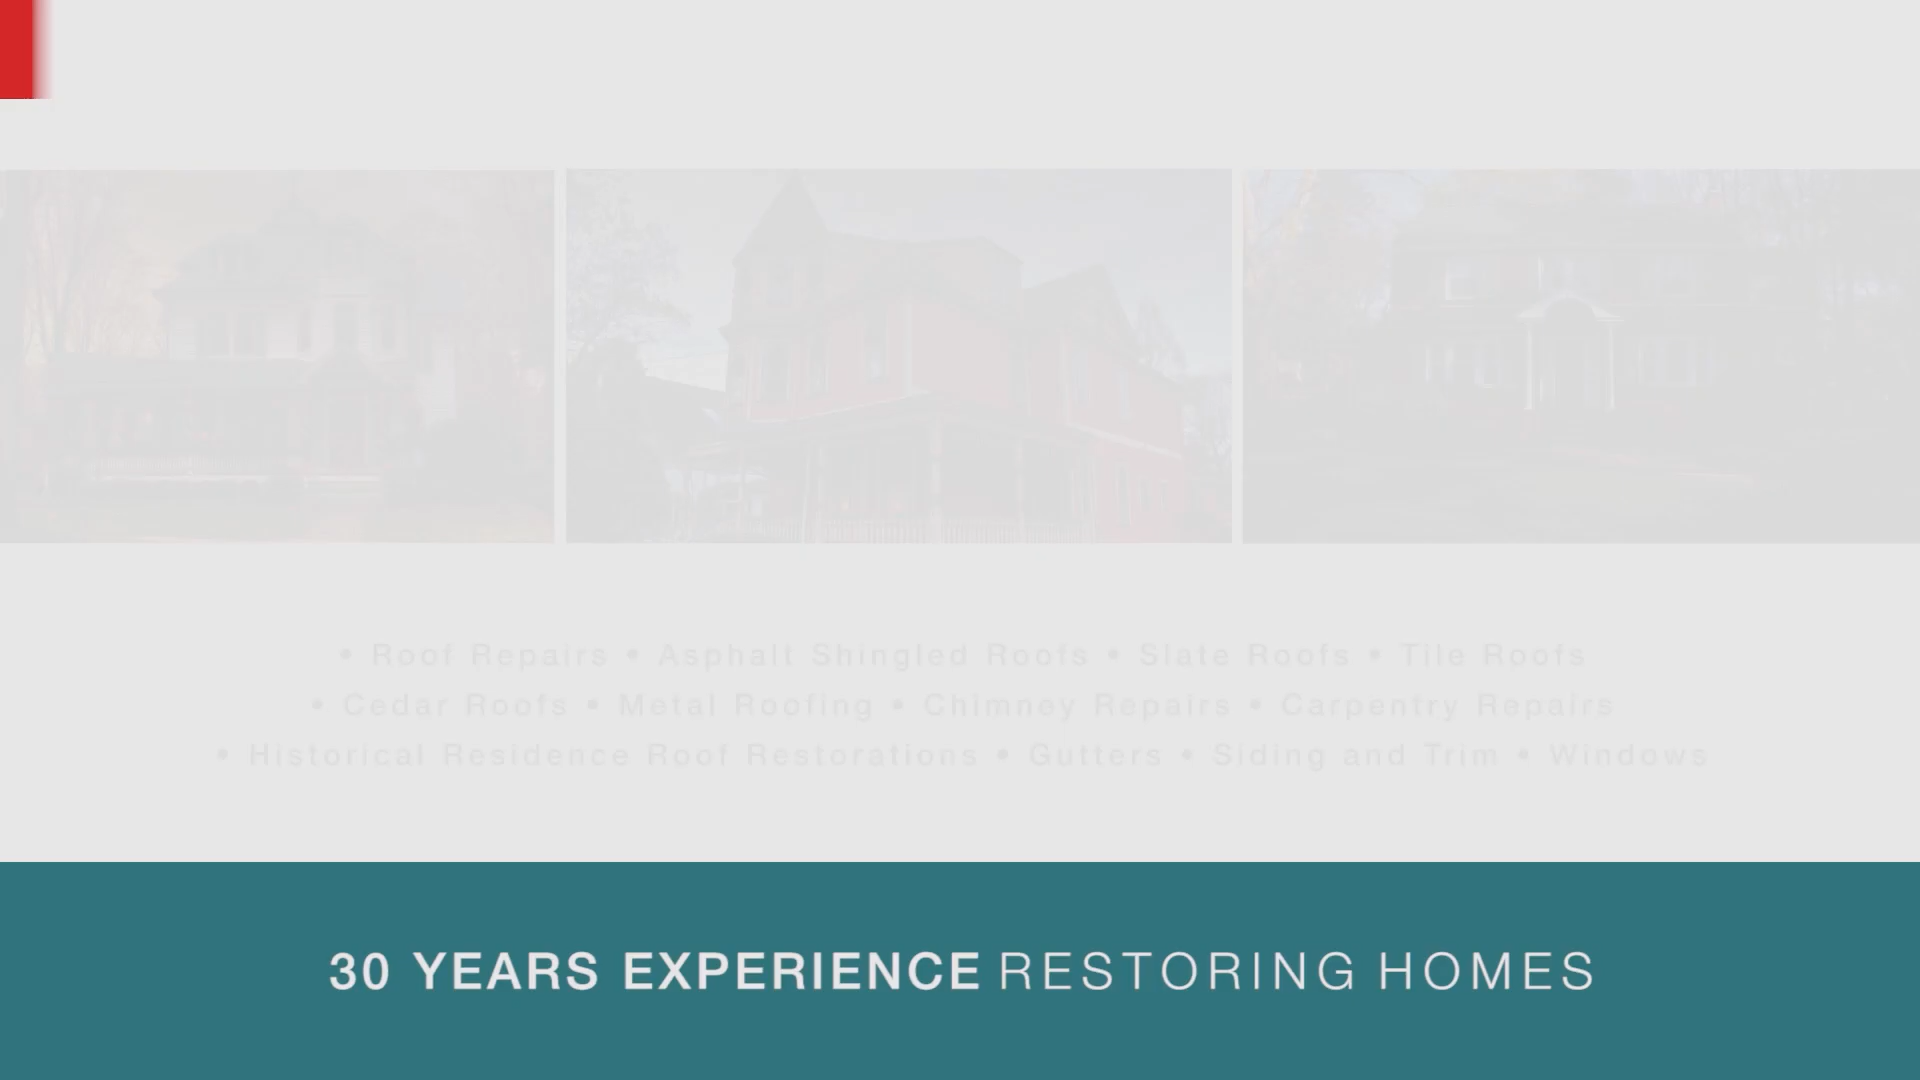 • Roof Repairs • Asphalt Shingled Roofs • Slate Roofs • Tile Roofs
• Cedar Roofs • Metal Roofing • Chimney Repairs • Carpentry Repairs
• Historical Residence Roof Restorations • Gutters • Siding and Trim • Windows
30 YEARS EXPERIENCE RESTORING HOMES